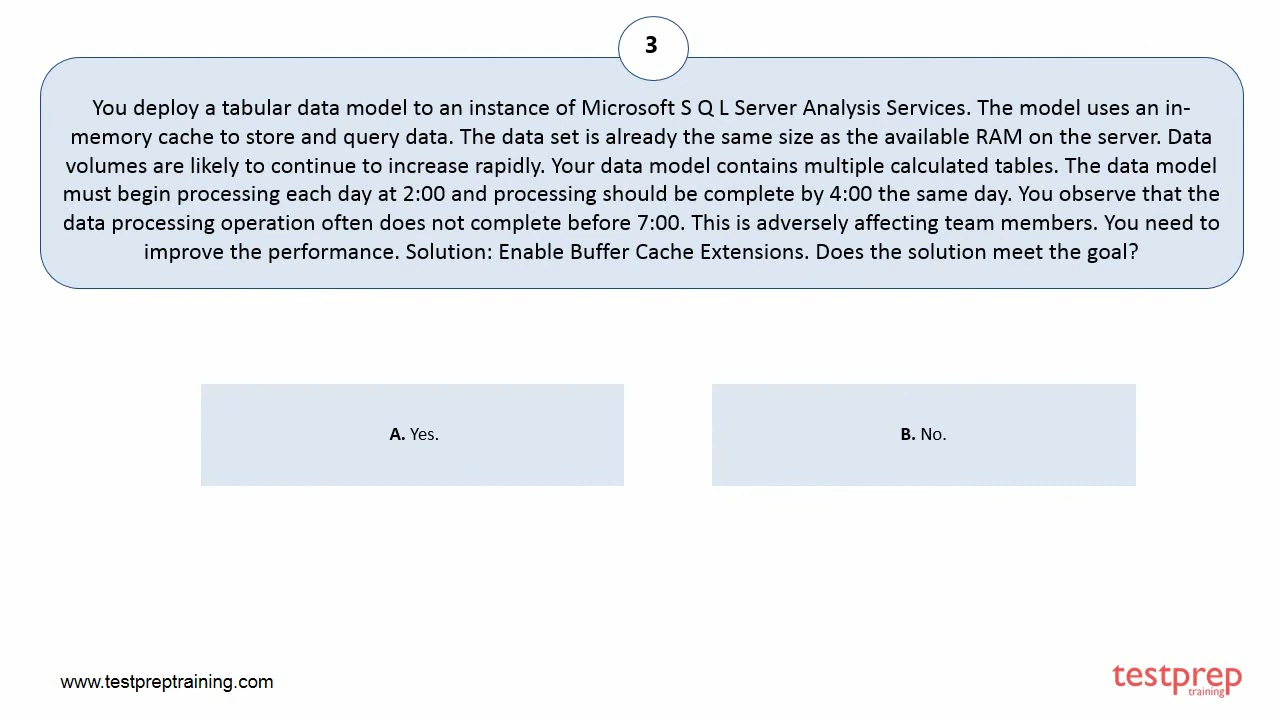 3
You deploy a tabular data model to an instance of Microsoft S Q L Server Analysis Services. The model uses an in-
memory cache to store and query data. The data set is already the same size as the available RAM on the server. Data
volumes are likely to continue to increase rapidly. Your data model contains multiple calculated tables. The data model
must begin processing each day at 2:00 and processing should be complete by 4:00 the same day. You observe that the
data processing operation often does not complete before 7:00. This is adversely affecting team members. You need to
improve the performance. Solution: Enable Buffer Cache Extensions. Does the solution meet the goal?
A. Yes.
B. No.
www.testpreptraining.com
testprep
training